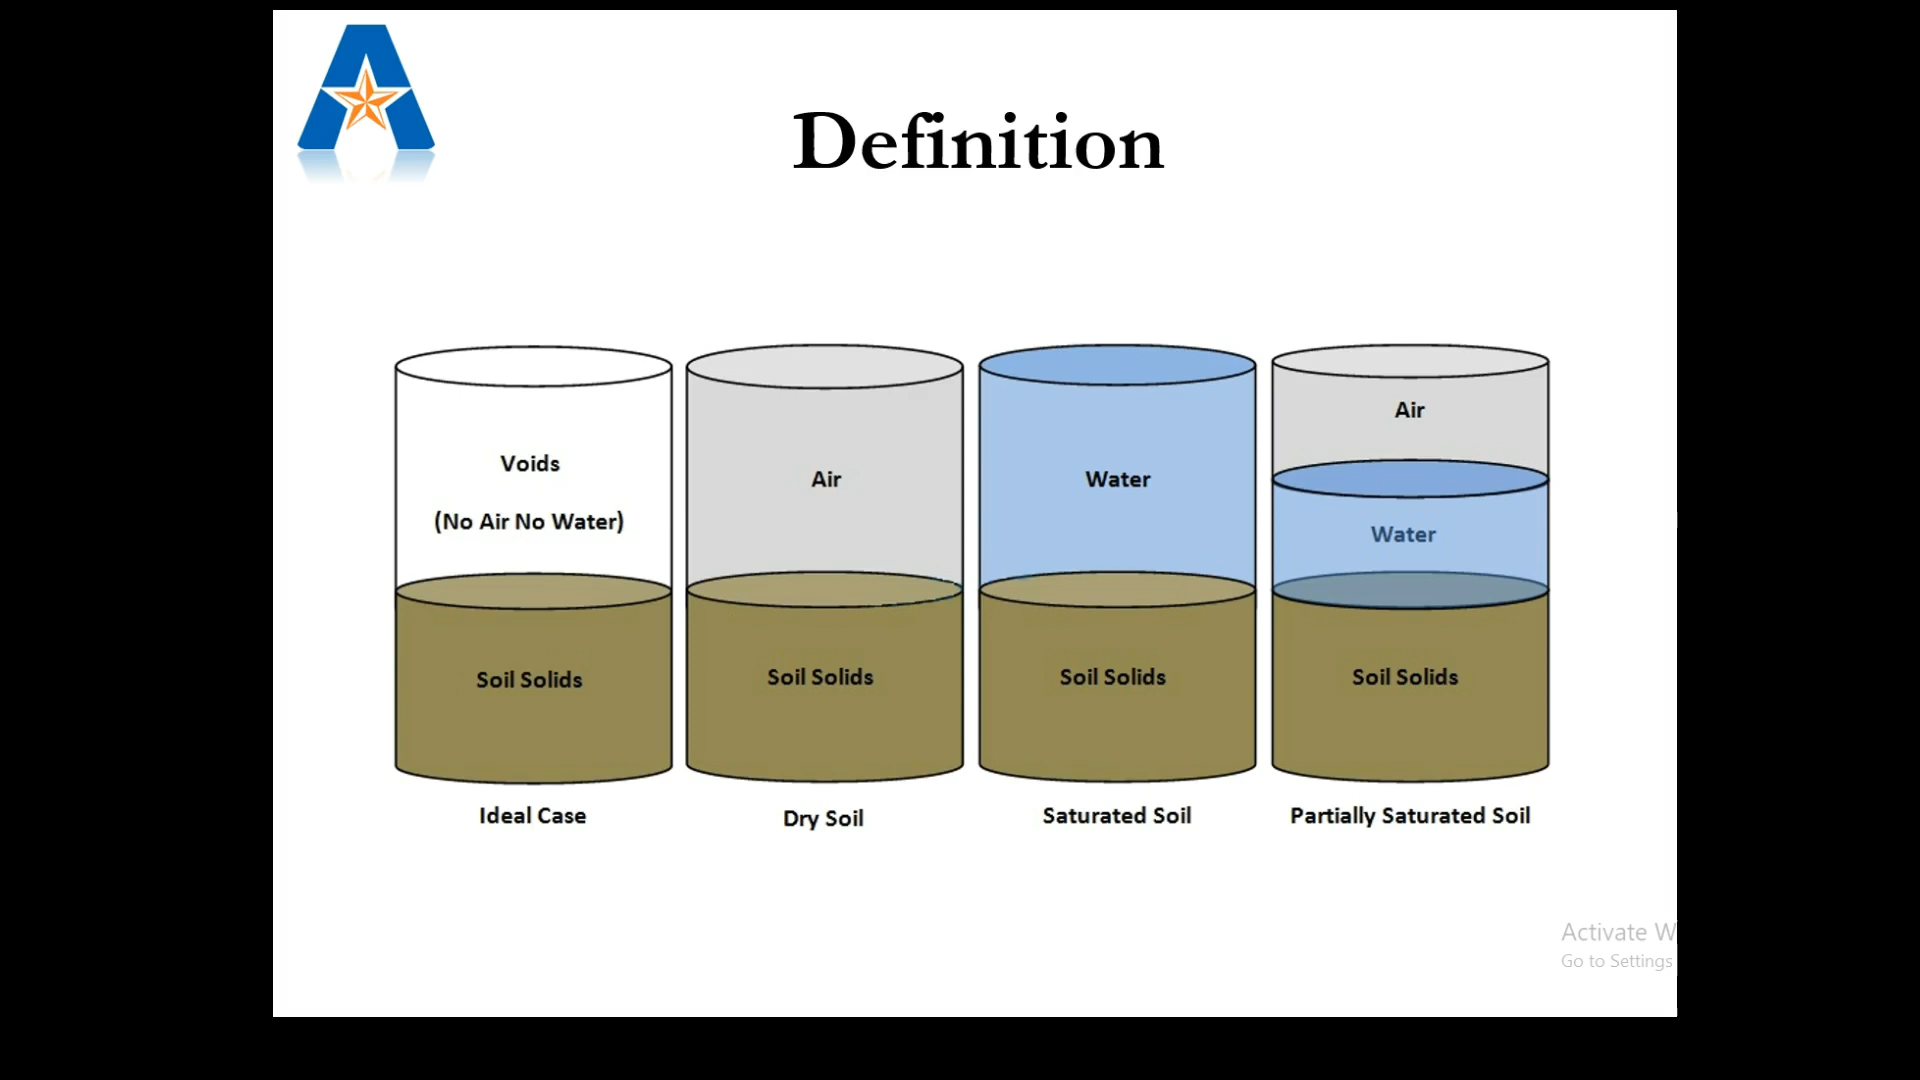 Definition
Voids
(No Air No Water)
Soil Solids
Ideal Case
Air
Soil Solids
Dry Soil
Water
Soil Solids
Saturated Soil
Air
Water
Soil Solids
Partially Saturated Soil
Activate W
Go to Settings